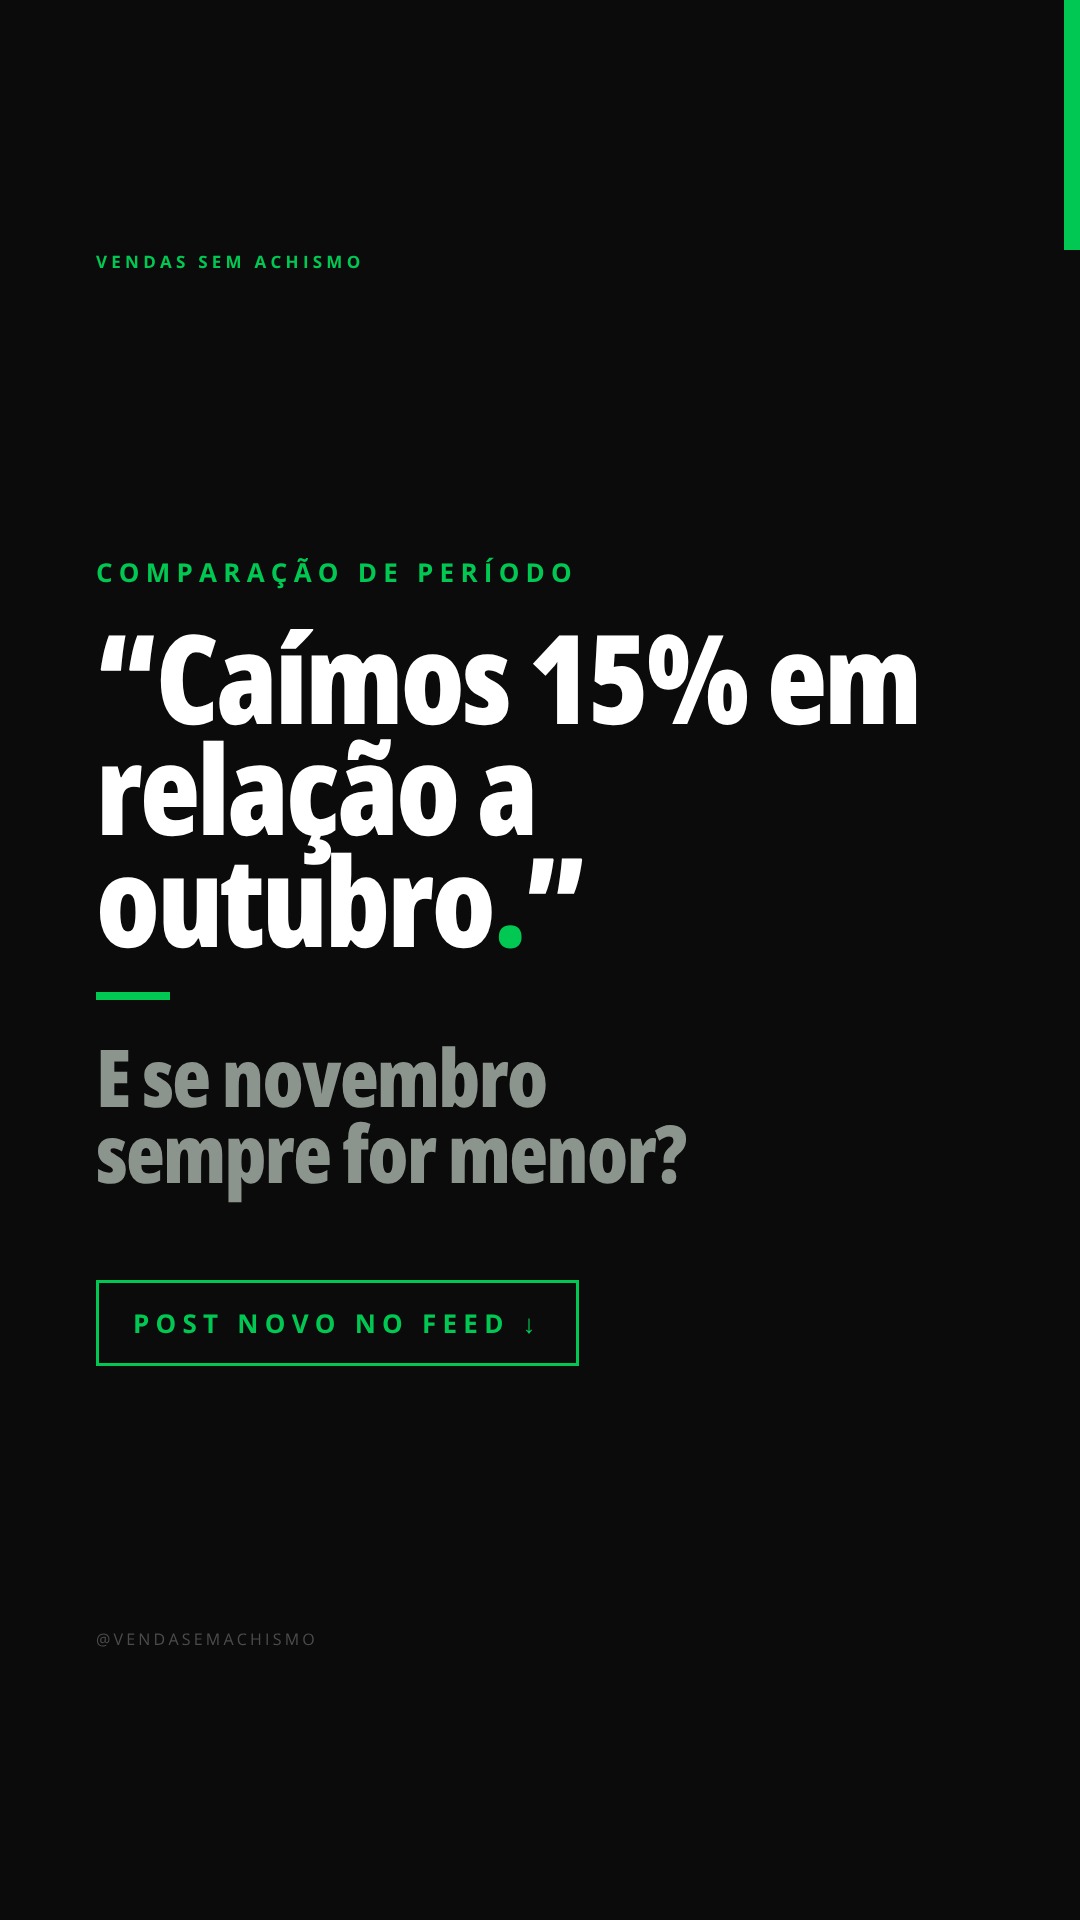 VENDAS SEM ACHISMO
COMPARAÇÃO DE PERÍODO
“Caímos 15% em
relação a
outubro.”
E se novembro
sempre for menor?
POST NOVO NO FEED ↓
@VENDASEMACHISMO